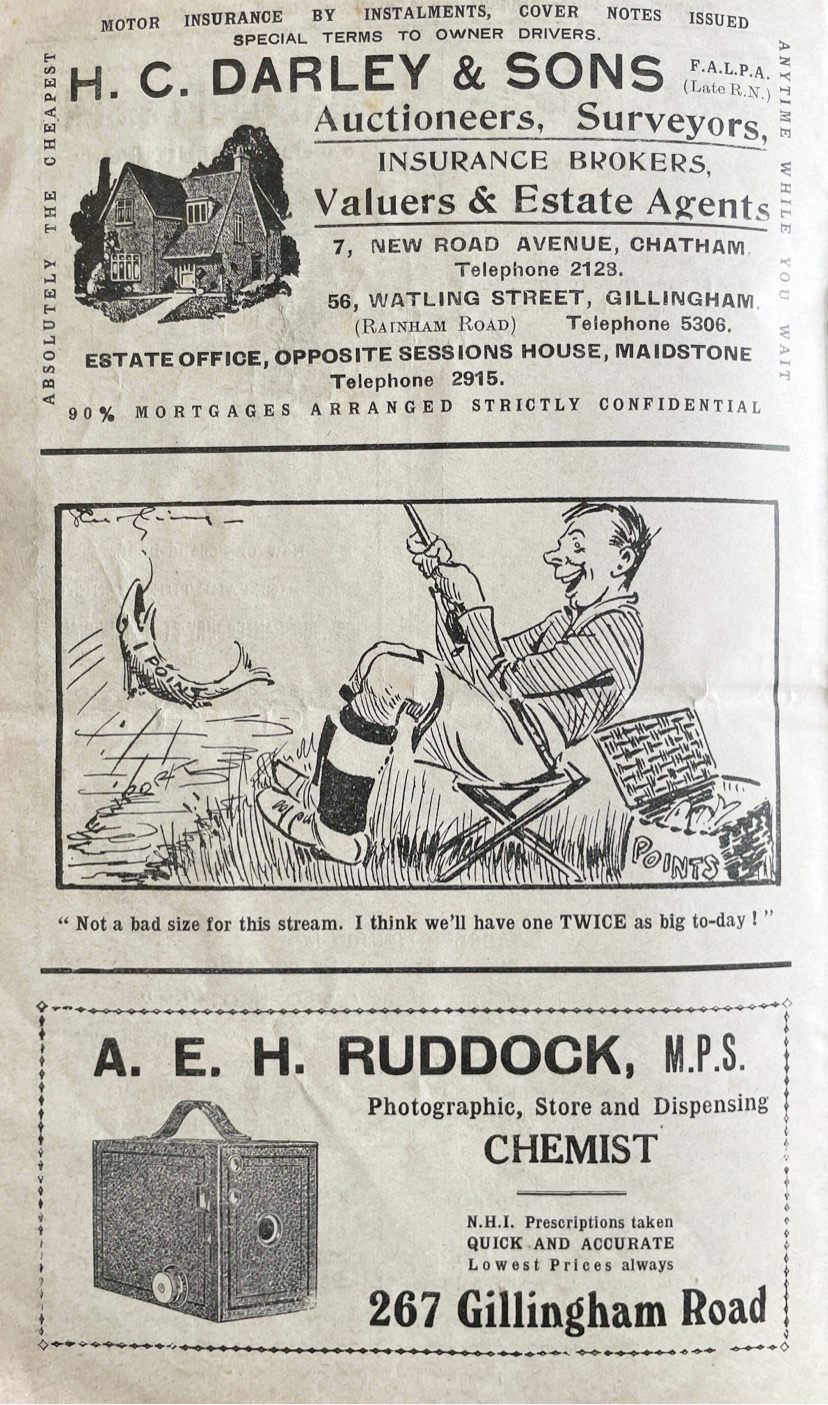 MOTOR INSURANCE BY INSTALMENTS, COVER NOTES ISSUED
SPECIAL TERMS TO OWNER DRIVERS.
ABSOLUTELY THE CHEAPEST
H. C. DARLEY & SONS F.A.L.P.A.
(Late R.N.)
ANYTIME WHILE YOU WAIT
Auctioneers, Surveyors,
INSURANCE BROKERS,
Valuers & Estate Agents
7, NEW ROAD AVENUE, CHATHAM.
Telephone 2123.
56, WATLING STREET, GILLINGHAM.
(RAINHAM ROAD) Telephone 5306.
ESTATE OFFICE, OPPOSITE SESSIONS HOUSE, MAIDSTONE
Telephone 2915.
90% MORTGAGES ARRANGED STRICTLY CONFIDENTIAL
1 POINT
POINTS
" Not a bad size for this stream. I think we'll have one TWICE as big to-day ! "
A. E. H. RUDDOCK, M.P.S.
Photographic, Store and Dispensing
CHEMIST
N.H.I. Prescriptions taken
QUICK AND ACCURATE
Lowest Prices always
267 Gillingham Road